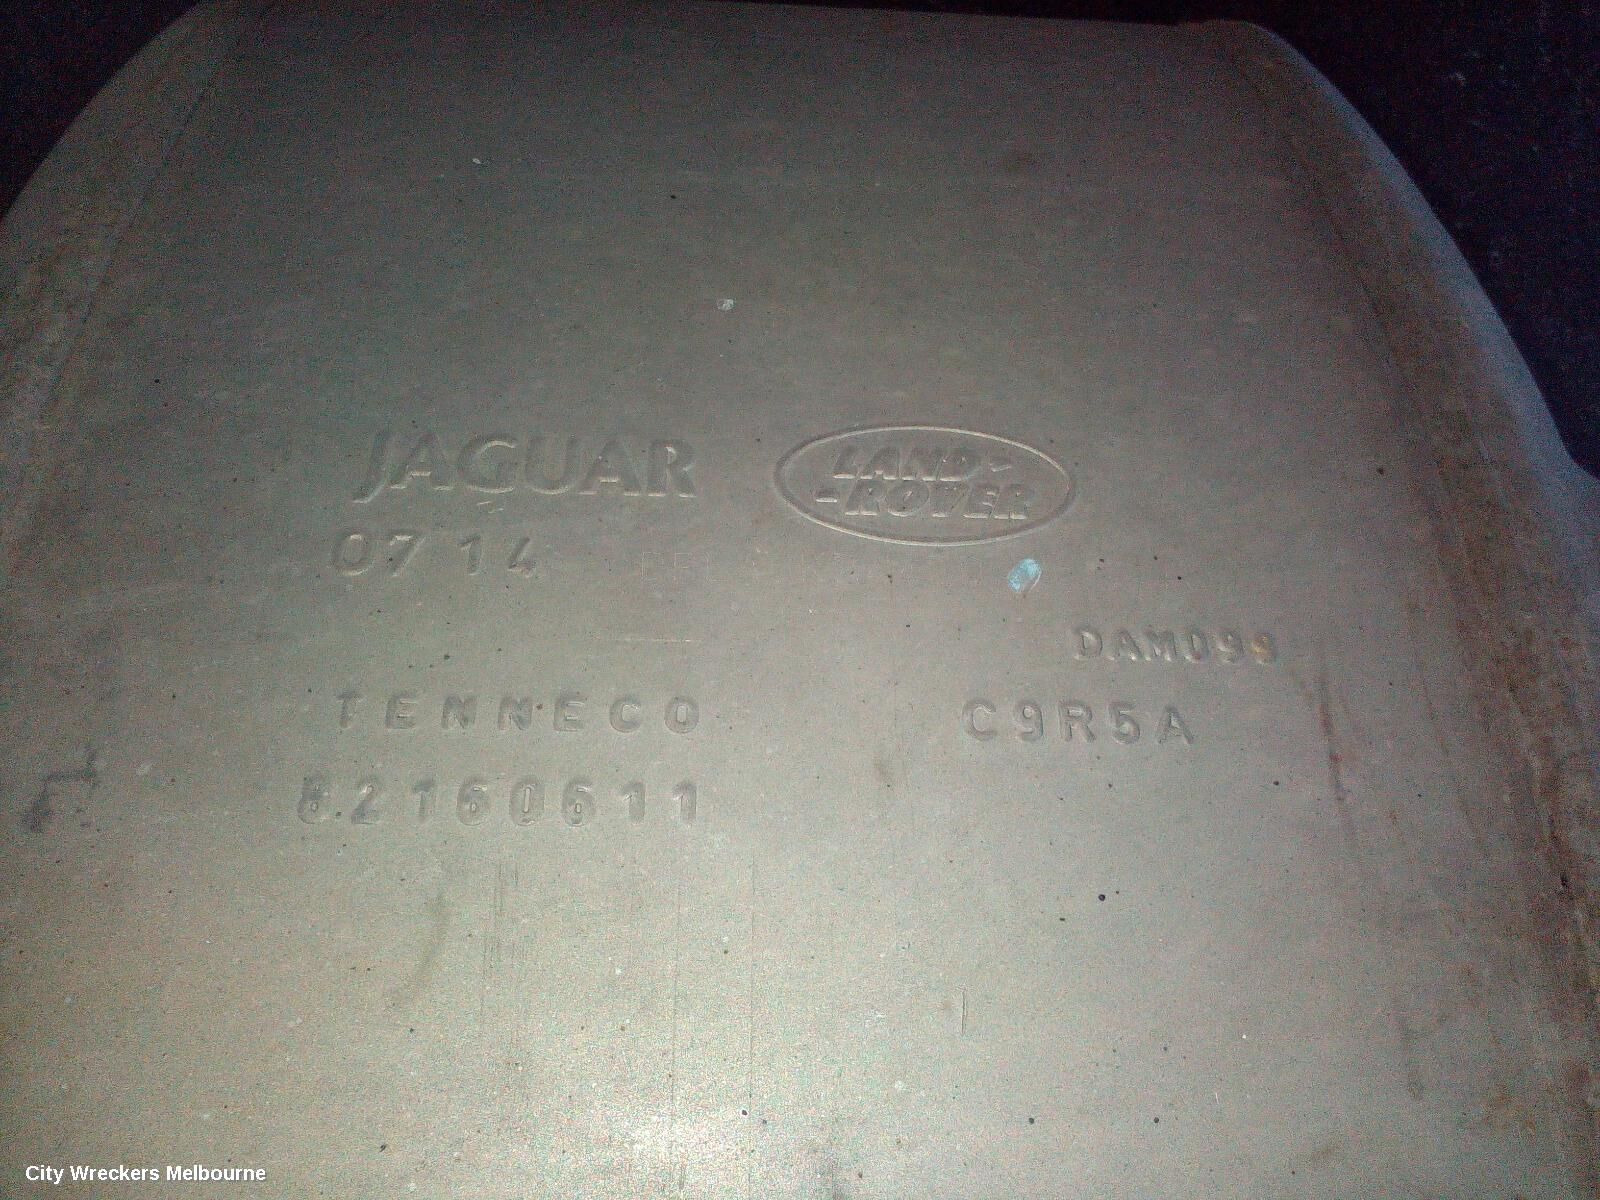 JAGUAR
LAND-
-ROVER
07 14
DAM099
TENNECO
C9R5A
82160611
City Wreckers Melbourne